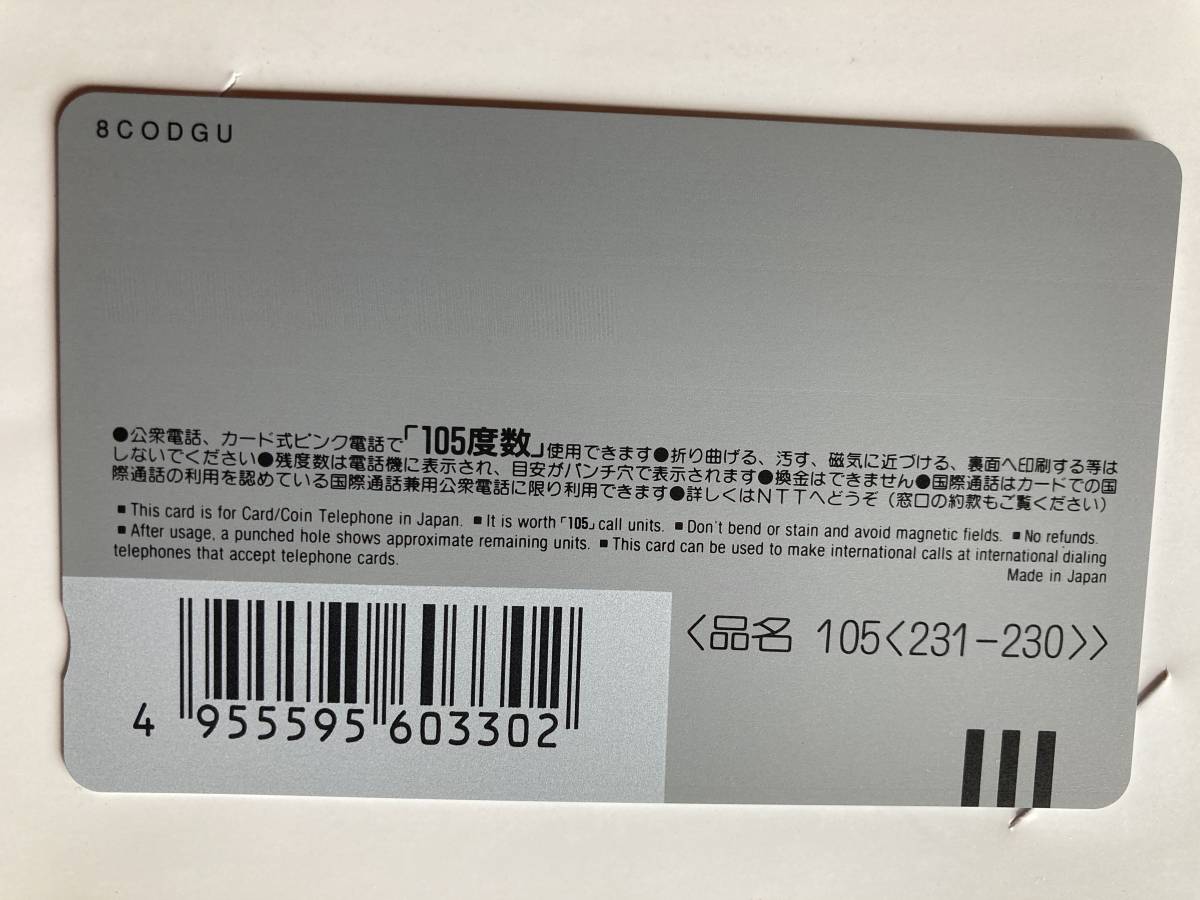 8CODGU
●公衆電話、カード式ピンク電話で「105度数」使用できます●折り曲げる、汚す、磁気に近づける、裏面へ印刷する等は
しないでください●残度数は電話機に表示され、目安がパンチ穴で表示されます●換金はできません●国際通話はカードでの国
際通話の利用を認めている国際通話兼用公衆電話に限り利用できます●詳しくはNTTへどうぞ(窓口の約款もご覧ください)
■This card is for Card/Coin Telephone in Japan. ■It is worth「105」call units. ■Don't bend or stain and avoid magnetic fields. ■No refunds.
■After usage, a punched hole shows approximate remaining units. ■This card can be used to make international calls at international dialing
telephones that accept telephone cards.
Made in Japan
<品名 105<231-230>>
4 955595 603302